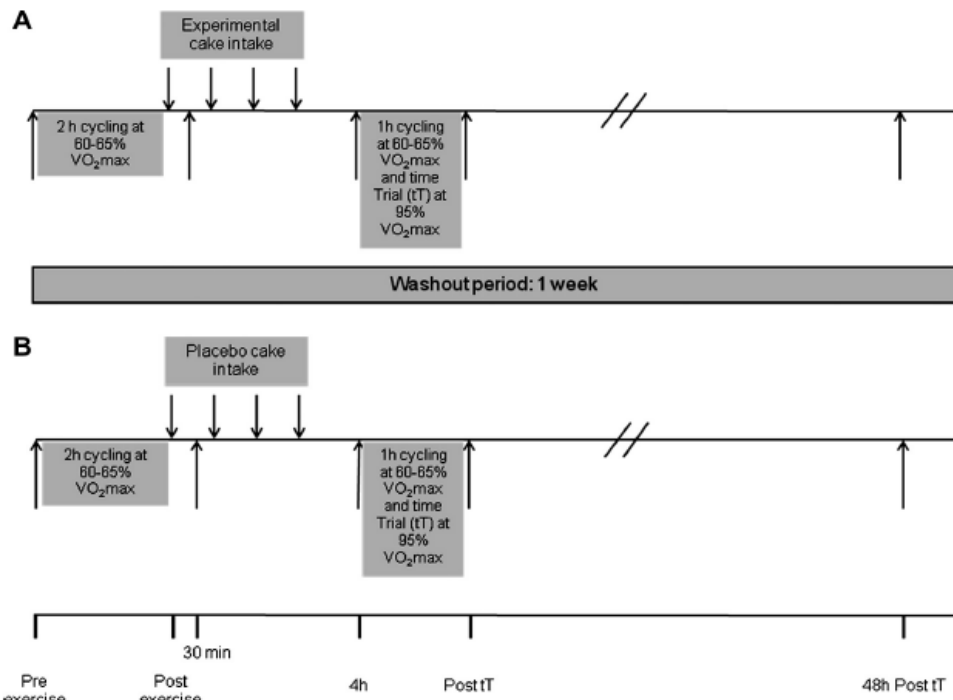 A
Experimental
cake intake
2 h cycling at
60-65%
VO₂max
1h cycling
at 60-65%
VO₂max
and time
Trial (tT) at
95%
VO₂max
Washout period: 1 week
B
Placebo cake
intake
2h cycling at
60-65%
VO₂max
1h cycling
at 60-65%
VO₂max
and time
Trial (tT) at
95%
VO₂max
30 min
Pre
exercise
Post
exercise
4h
Post tT
48h Post tT